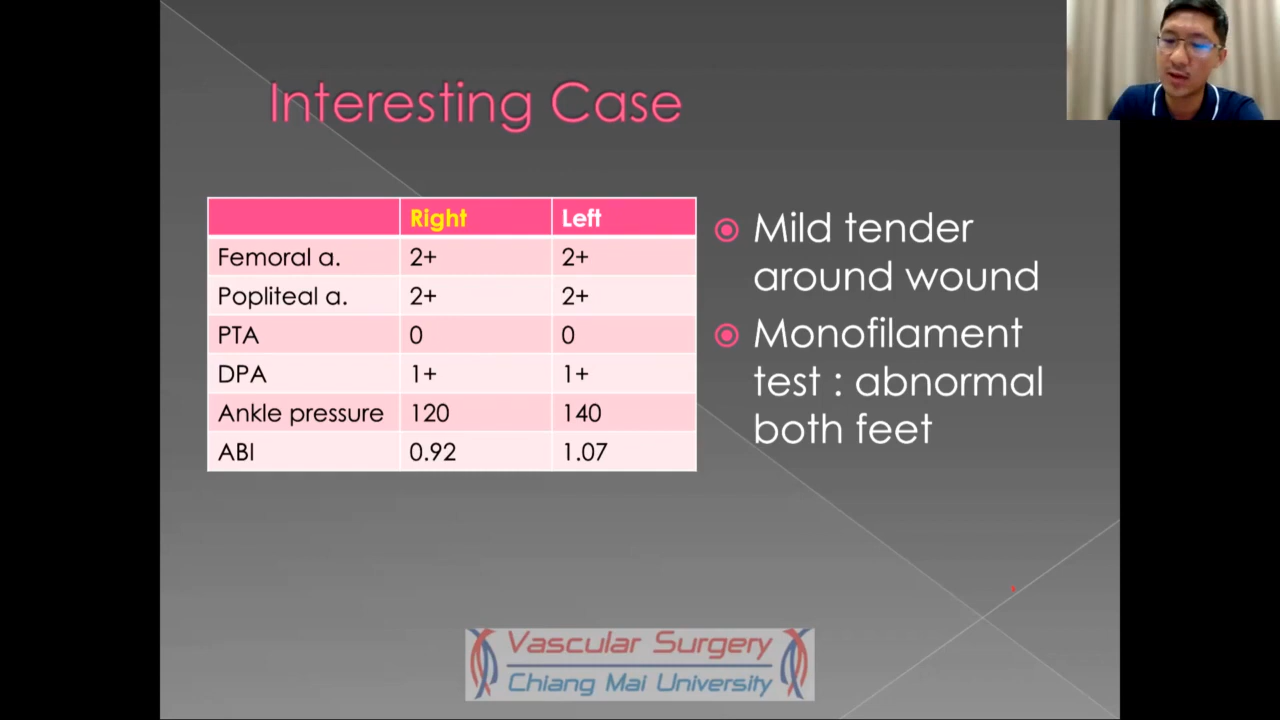 Interesting Case
Right Left
Femoral a. 2+ 2+
Popliteal a. 2+ 2+
PTA 0 0
DPA 1+ 1+
Ankle pressure 120 140
ABI 0.92 1.07
Mild tender
around wound
Monofilament
test : abnormal
both feet
Vascular Surgery
Chiang Mai University